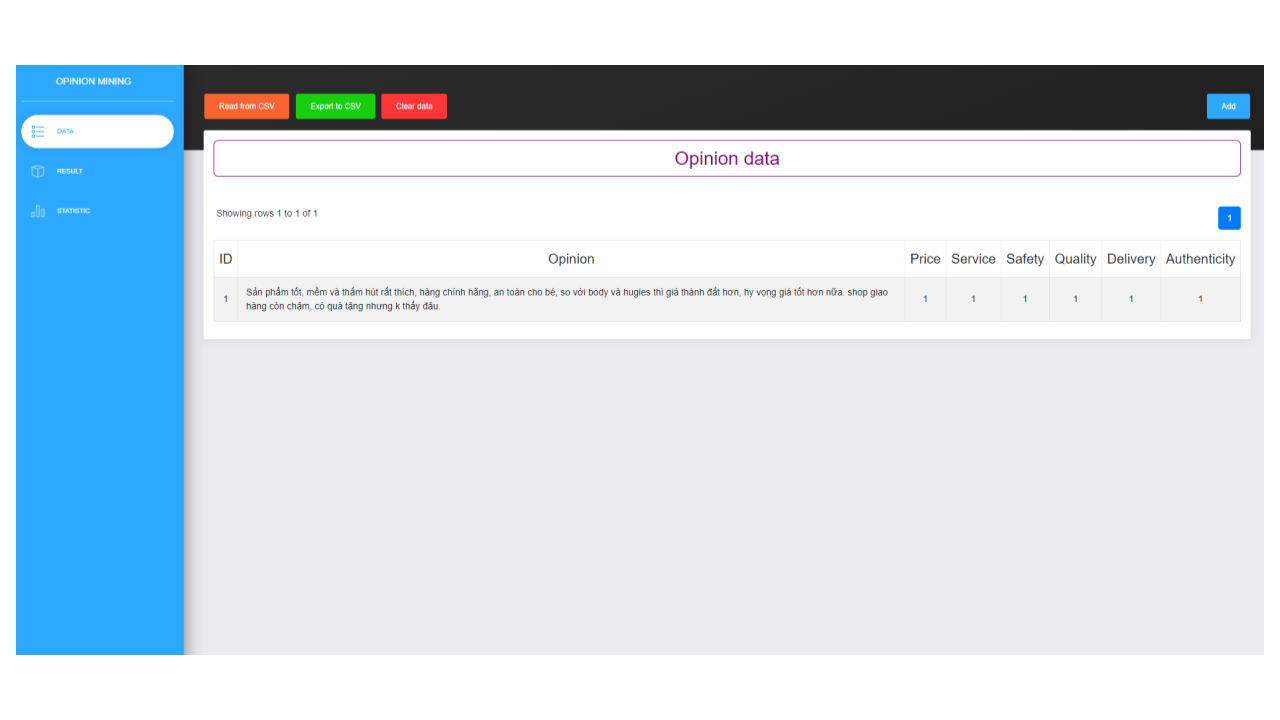 OPINION MINING
DATA
RESULT
STATISTIC
Read from CSV Export to CSV Clear data Add
Opinion data
Showing rows 1 to 1 of 1
1
ID Opinion Price Service Safety Quality Delivery Authenticity
1 Sản phẩm tốt, mềm và thấm hút rất thích, hàng chính hãng, an toàn cho bé, so với body và hugies thì giá thành đắt hơn, hy vọng giá tốt hơn nữa. shop giao 1 1 1 1 1 1
hàng còn chậm, có quà tặng nhưng k thấy đâu.